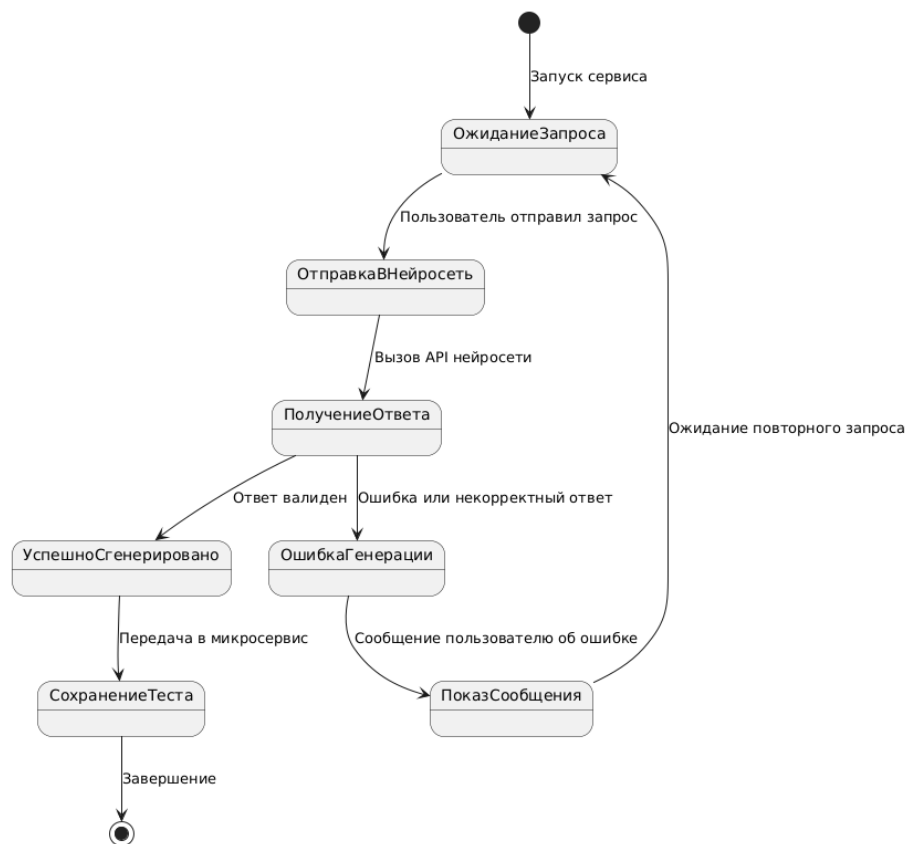 Запуск сервиса
ОжиданиеЗапроса
Пользователь отправил запрос
ОтправкаВНейросеть
Вызов API нейросети
ПолучениеОтвета
Ожидание повторного запроса
Ответ валиден
Ошибка или некорректный ответ
УспешноСгенерировано
ОшибкаГенерации
Передача в микросервис
Сообщение пользователю об ошибке
СохранениеТеста
ПоказСообщения
Завершение